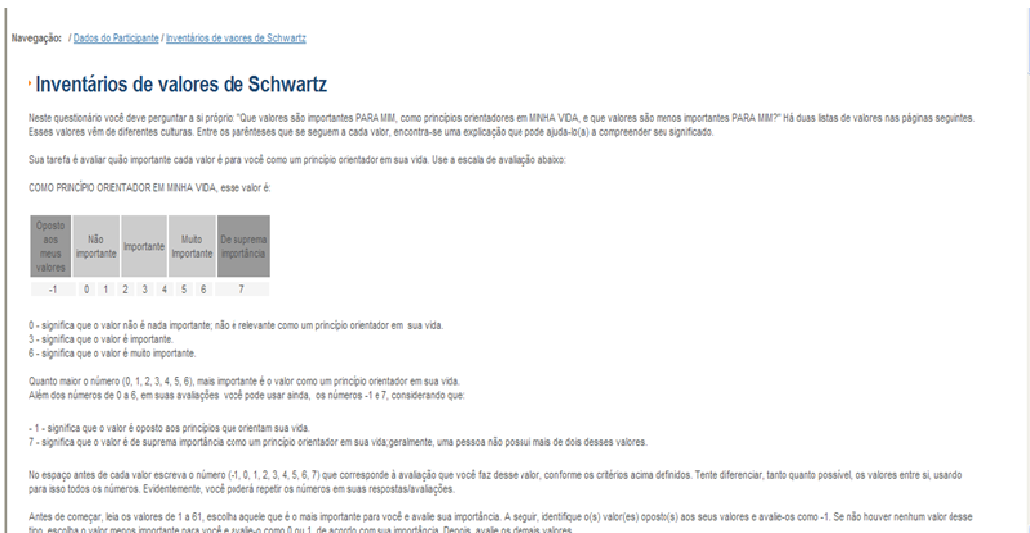 Navegação: / Dados do Participante / Inventários de vaores de Schwartz
Inventários de valores de Schwartz
Neste questionário você deve perguntar a si próprio: "Que valores são importantes PARA MIM, como princípios orientadores em MINHA VIDA, e que valores são menos importantes PARA MIM?" Há duas listas de valores nas páginas seguintes.
Esses valores vêm de diferentes culturas. Entre os parênteses que se seguem a cada valor, encontra-se uma explicação que pode ajuda-lo(a) a compreender seu significado.
Sua tarefa é avaliar quão importante cada valor é para você como um princípio orientador em sua vida. Use a escala de avaliação abaixo:
COMO PRINCÍPIO ORIENTADOR EM MINHA VIDA, esse valor é:
Oposto
aos
meus
valores
Não
importante
Importante
Muito
Importante
De suprema
importância
-1 0 1 2 3 4 5 6 7
0 - significa que o valor não é nada importante; não é relevante como um princípio orientador em sua vida.
3 - significa que o valor é importante.
6 - significa que o valor é muito importante.
Quanto maior o número (0, 1, 2, 3, 4, 5, 6), mais importante é o valor como um princípio orientador em sua vida.
Além dos números de 0 a 6, em suas avaliações você pode usar ainda, os números -1 e 7, considerando que:
- 1 - significa que o valor é oposto aos princípios que orientam sua vida.
7 - significa que o valor é de suprema importância como um princípio orientador em sua vida;geralmente, uma pessoa não possui mais de dois desses valores.
No espaço antes de cada valor escreva o número (-1, 0, 1, 2, 3, 4, 5, 6, 7) que corresponde à avaliação que você faz desse valor, conforme os critérios acima definidos. Tente diferenciar, tanto quanto possível, os valores entre si, usando
para isso todos os números. Evidentemente, você poderá repetir os números em suas respostas/avaliações.
Antes de começar, leia os valores de 1 a 61, escolha aquele que é o mais importante para você e avalie sua importância. A seguir, identifique o(s) valor(es) oposto(s) aos seus valores e avalie-os como -1. Se não houver nenhum valor desse
tipo, escolha o valor menos importante para você e avalie-o como 0 ou 1, de acordo com sua importância. Depois, avalie os demais valores.